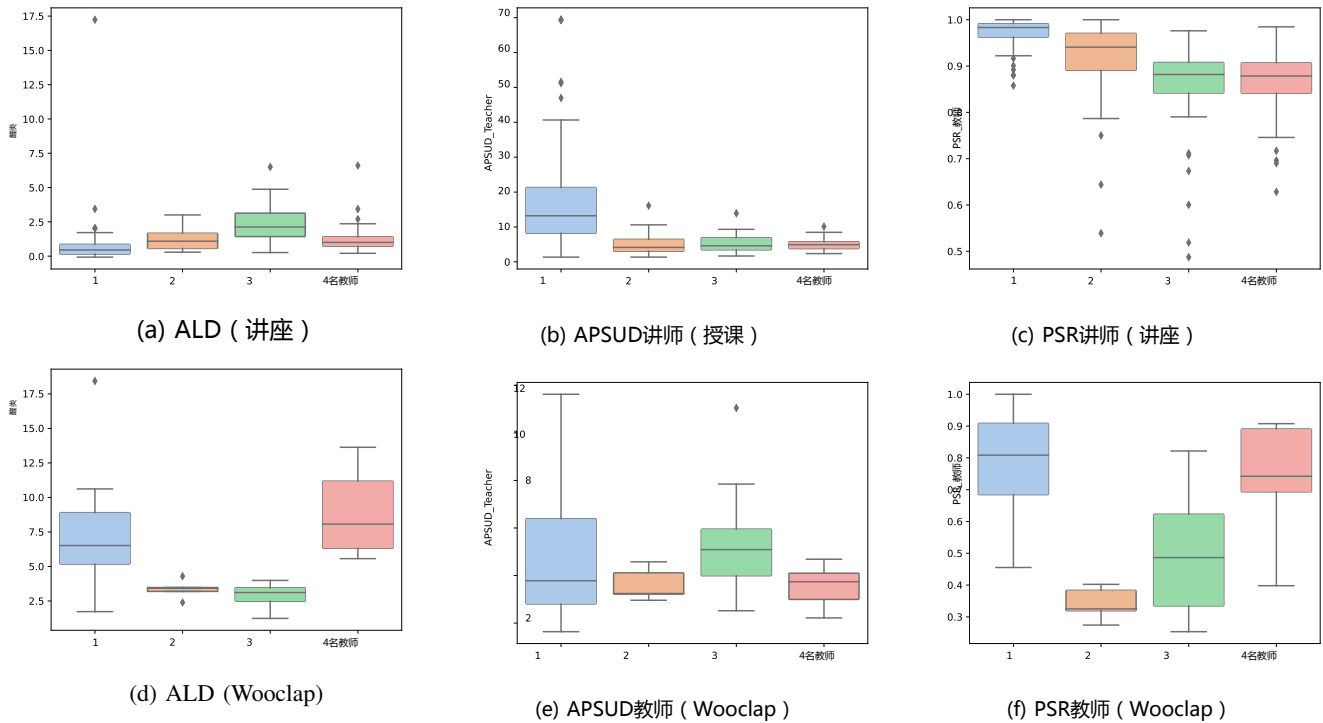 17.5
15.0
12.5
10.0
7.5
5.0
2.5
0.0
醛类
1 2 3 4名教师
(a) ALD（讲座）
70
60
50
40
30
20
10
0
APSUD_Teacher
1 2 3 4名教师
(b) APSUD讲师（授课）
1.0
0.9
0.8
0.7
0.6
0.5
PSR_教师
1 2 3 4名教师
(c) PSR讲师（讲座）
17.5
15.0
12.5
10.0
7.5
5.0
2.5
醛类
1 2 3 4名教师
(d) ALD (Wooclap)
12
10
8
2
APSUD_Teacher
1 2 3 4名教师
(e) APSUD教师（Wooclap）
1.0
0.9
0.8
0.7
0.6
0.5
0.4
0.3
PSR_教师
1 2 3 4名教师
(f) PSR教师（Wooclap）